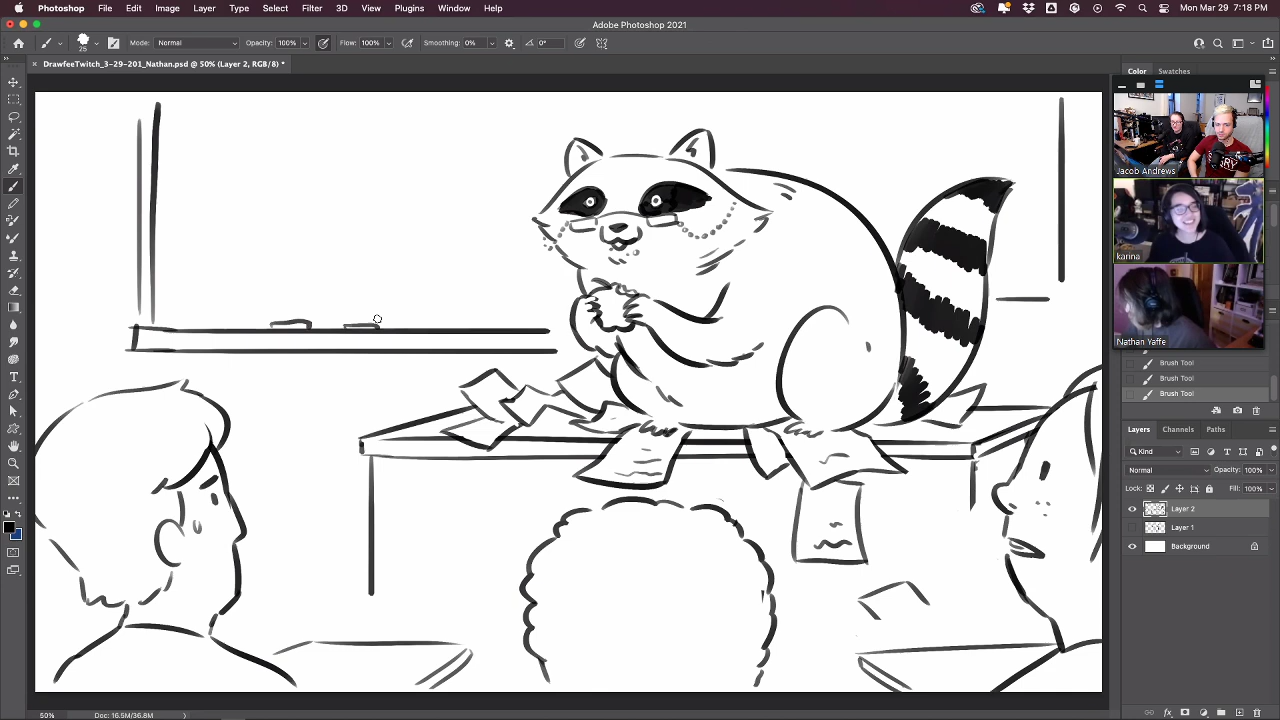 Photoshop File Edit Image Layer Type Select Filter 3D View Plugins Window Help Mon Mar 29 7:18 PM
Adobe Photoshop 2021
25 Mode: Normal Opacity: 100% Flow: 100% Smoothing: 0% 0°
DrawfeeTwitch_3-29-201_Nathan.psd @ 50% (Layer 2, RGB/8) *
Color Swatches
ANGRY
Jacob Andrews
karina
Nathan Yaffe
Brush Tool
Brush Tool
Brush Tool
Layers Channels Paths
Kind
Normal Opacity: 100%
Lock: Fill: 100%
Layer 2
Layer 1
Background
50% Doc: 16.5M/36.8M